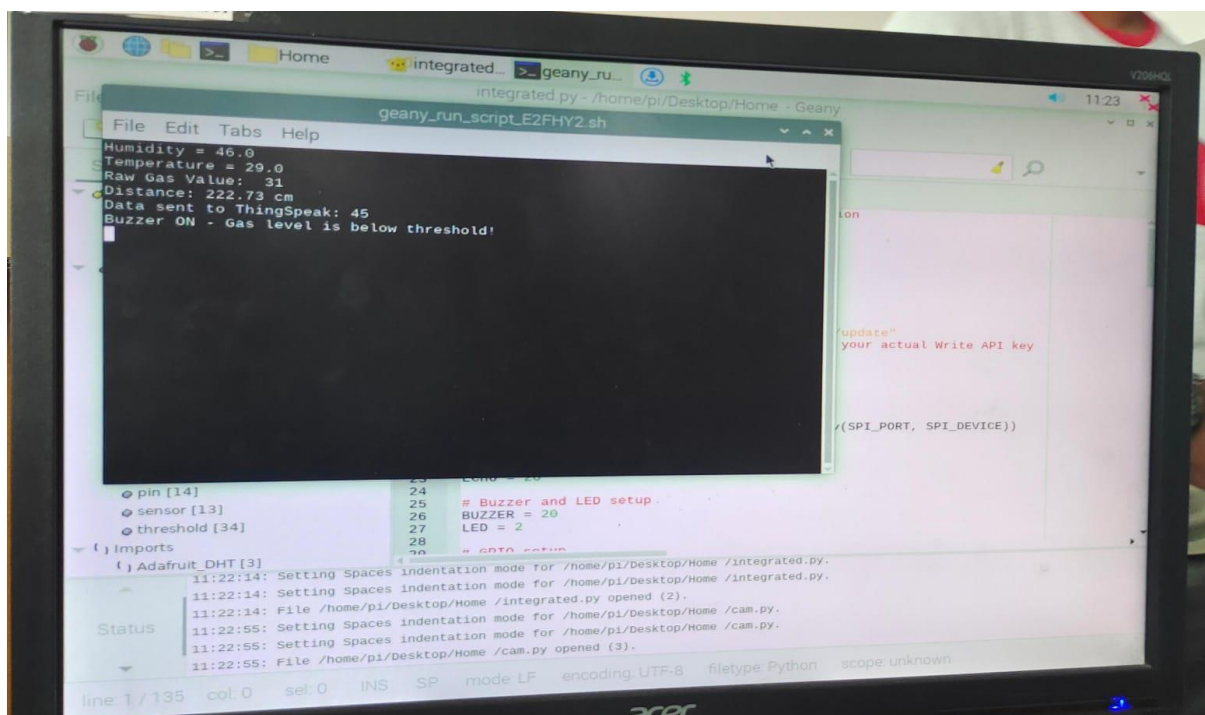 V206HQL
Home
integrated...
geany_ru...
11:23
integrated.py - /home/pi/Desktop/Home - Geany
geany_run_script_E2FHY2.sh
File Edit Tabs Help
Humidity = 46.0
Temperature = 29.0
Raw Gas Value: 31
Distance: 222.73 cm
Data sent to ThingSpeak: 45
Buzzer ON - Gas level is below threshold!
/update"
your actual Write API key
(SPI_PORT, SPI_DEVICE))
pin [14]
sensor [13]
threshold [34]
Imports
Adafruit_DHT [3]
24
25 # Buzzer and LED setup
26 BUZZER = 20
27 LED = 2
28
11:22:14: Setting Spaces indentation mode for /home/pi/Desktop/Home /integrated.py.
11:22:14: Setting Spaces indentation mode for /home/pi/Desktop/Home /integrated.py.
11:22:14: File /home/pi/Desktop/Home /integrated.py opened (2).
11:22:55: Setting Spaces indentation mode for /home/pi/Desktop/Home /cam.py.
11:22:55: Setting Spaces indentation mode for /home/pi/Desktop/Home /cam.py.
11:22:55: File /home/pi/Desktop/Home /cam.py opened (3).
Status
line: 1 / 135 col: 0 sel: 0 INS SP mode: LF encoding: UTF-8 filetype: Python scope: unknown
acer